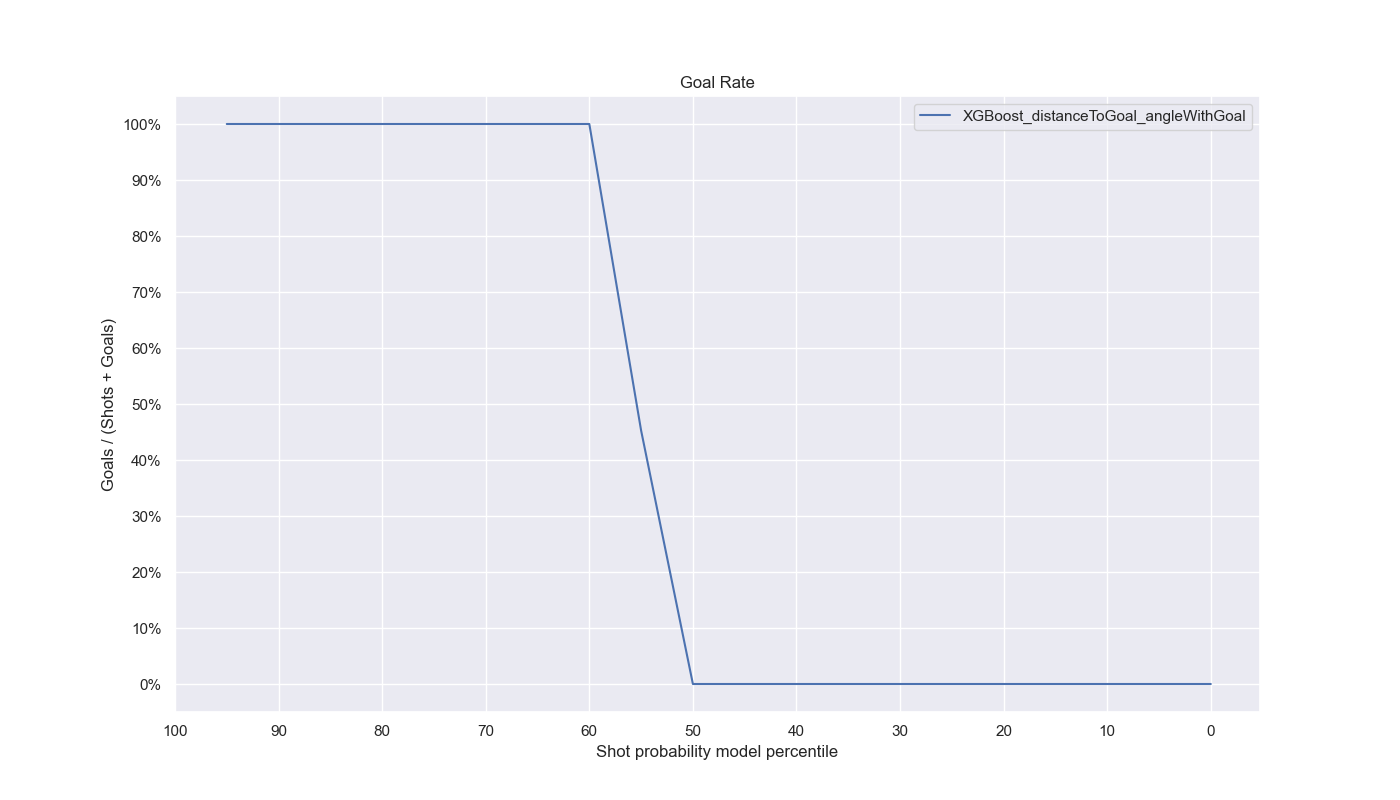 Goal Rate
XGBoost_distanceToGoal_angleWithGoal
Goals / (Shots + Goals)
100%
90%
80%
70%
60%
50%
40%
30%
20%
10%
0%
100 90 80 70 60 50 40 30 20 10 0
Shot probability model percentile